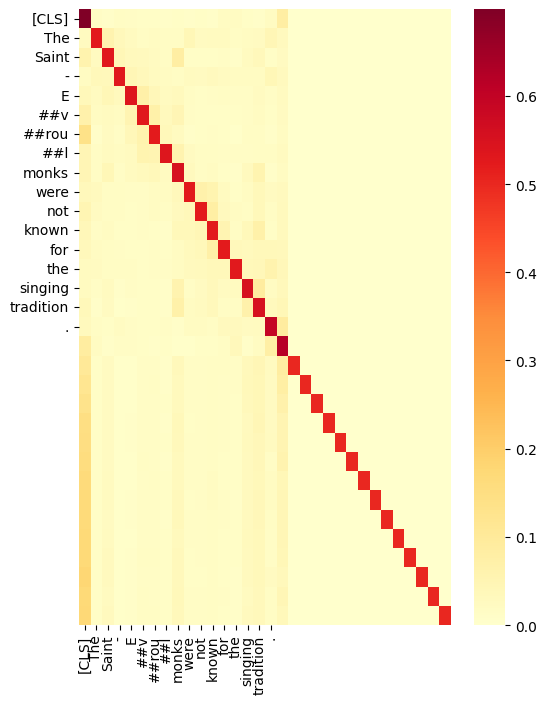 [CLS]
The
Saint
-
E
##v
##rou
##l
monks
were
not
known
for
the
singing
tradition
.
[CLS]
The
Saint
-
E
##v
##rou
##l
monks
were
not
known
for
the
singing
tradition
.
0.6
0.5
0.4
0.3
0.2
0.1
0.0